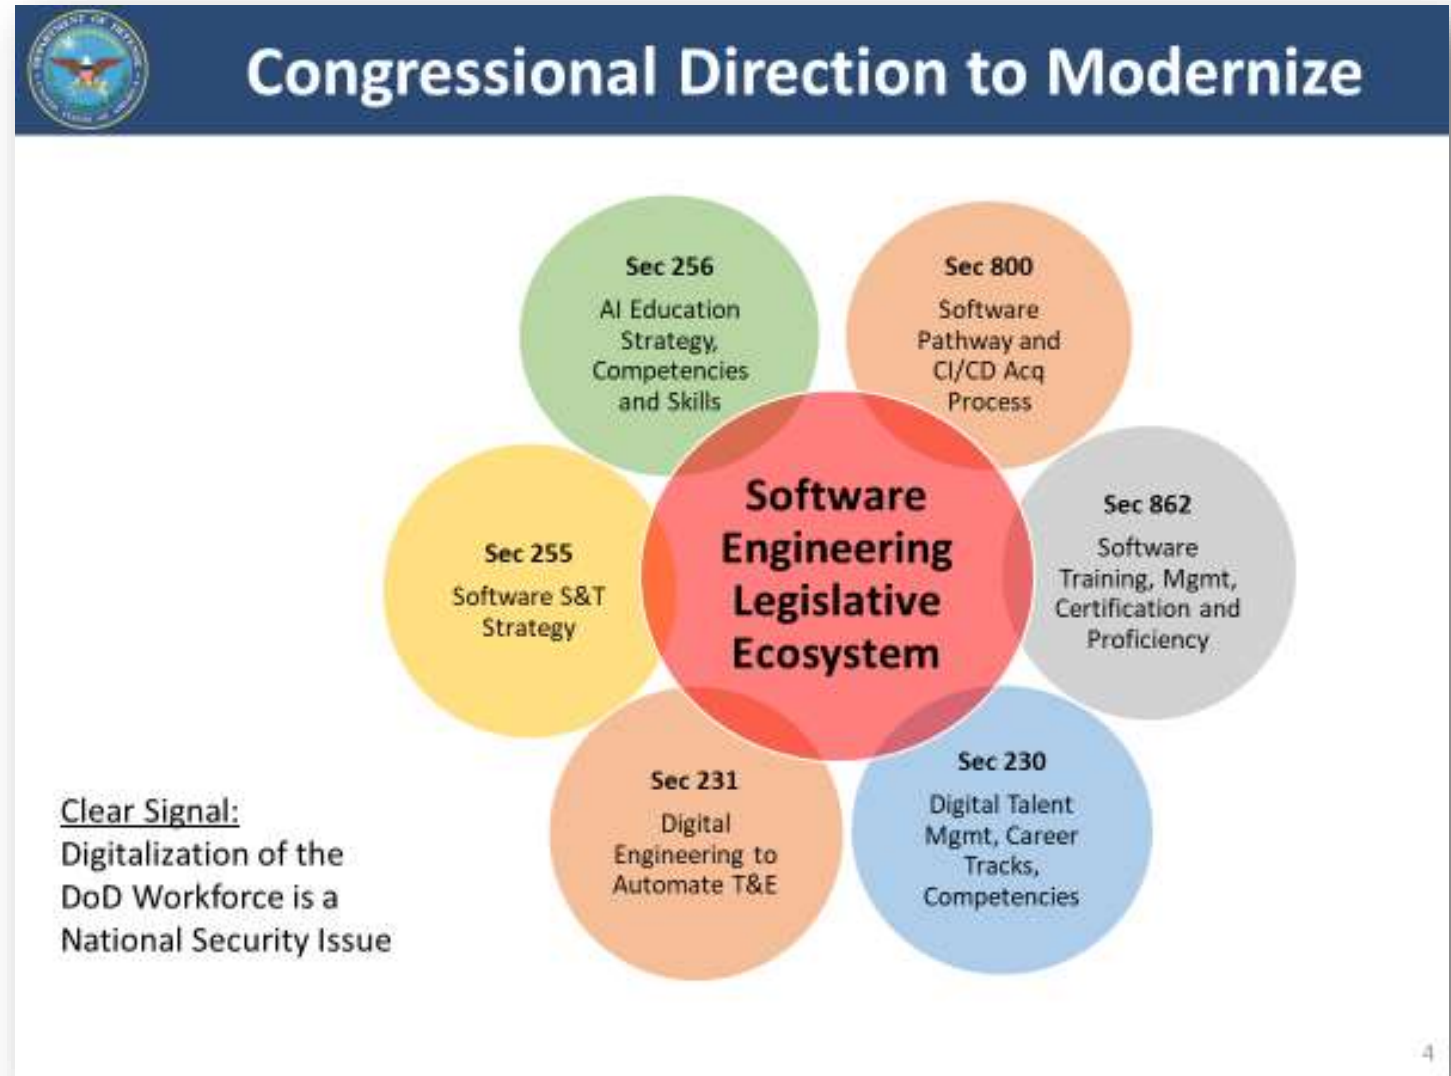 Congressional Direction to Modernize
Sec 256
AI Education
Strategy,
Competencies
and Skills
Sec 800
Software
Pathway and
CI/CD Acq
Process
Sec 862
Software
Training, Mgmt,
Certification and
Proficiency
Sec 230
Digital Talent
Mgmt, Career
Tracks,
Competencies
Sec 231
Digital
Engineering to
Automate T&E
Sec 255
Software S&T
Strategy
Software
Engineering
Legislative
Ecosystem
Clear Signal:
Digitalization of the
DoD Workforce is a
National Security Issue
4